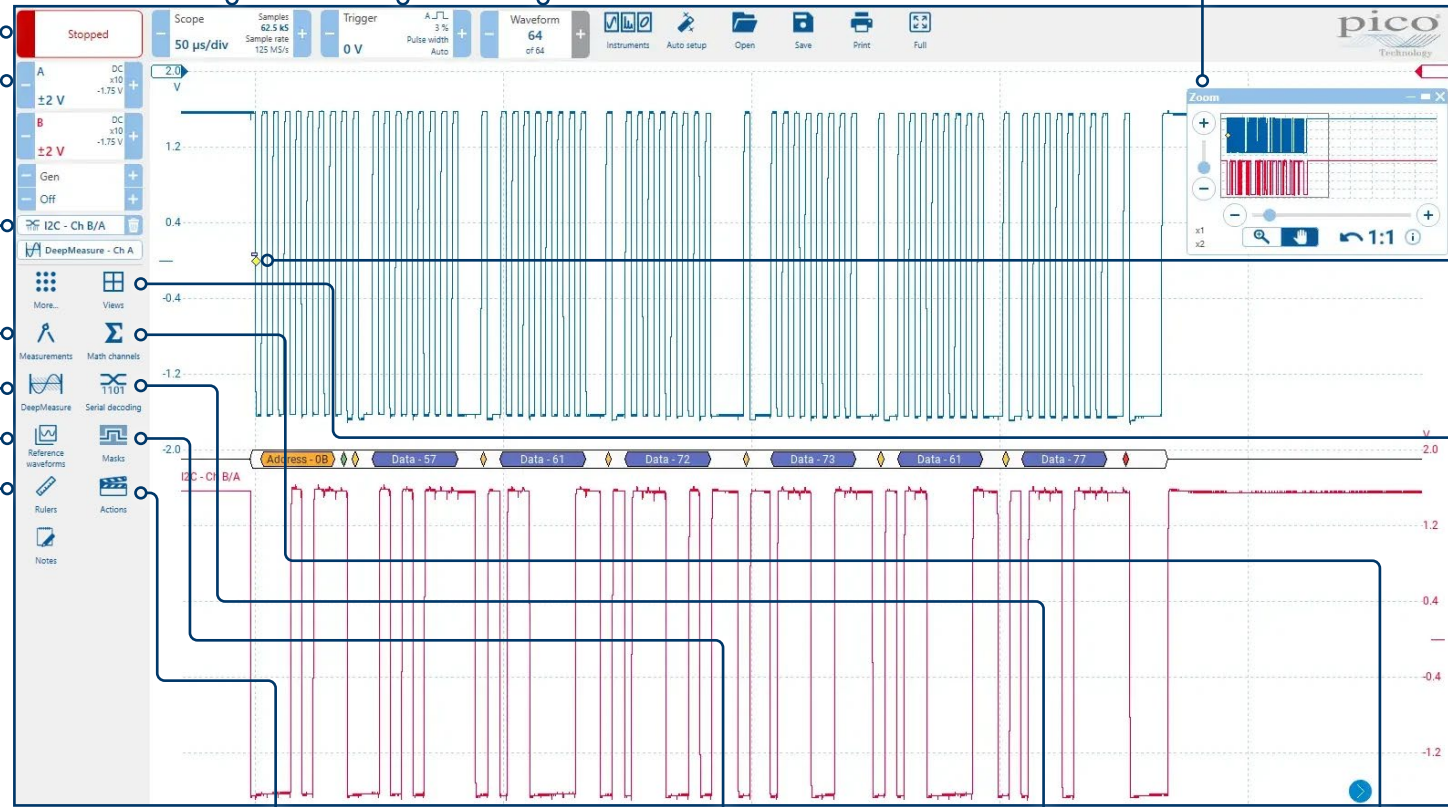 Stopped
Scope
50 µs/div
Samples
62.5 kS
Sample rate
125 MS/s
Trigger
0 V
A
3 %
Pulse width
Auto
Waveform
64
of 64
Instruments
Auto setup
Open
Save
Print
Full
pico
Technology
A
±2 V
DC
x10
-1.75 V
B
±2 V
DC
x10
-1.75 V
Gen
Off
I2C - Ch B/A
DeepMeasure - Ch A
More...
Views
Measurements
Math channels
DeepMeasure
1101
Serial decoding
Reference
waveforms
Masks
Rulers
Actions
Notes
2.0
V
1.2
0.4
-0.4
-1.2
-2.0
Zoom
x1
x2
1:1
i
Address - 0B
Data - 57
Data - 61
Data - 72
Data - 73
Data - 61
Data - 77
I2C - Ch B/A
V
2.0
1.2
0.4
-0.4
-1.2